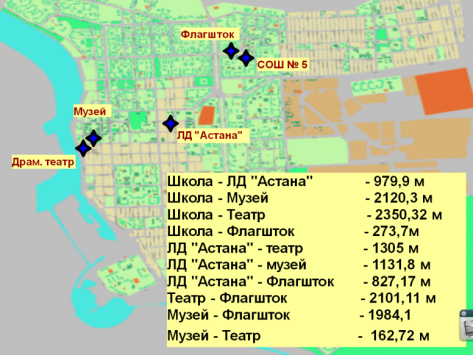 Флагшток
СОШ № 5
Музей
ЛД "Астана"
Драм. театр
Школа - ЛД "Астана" - 979,9 м
Школа - Музей - 2120,3 м
Школа - Театр - 2350,32 м
Школа - Флагшток - 273,7м
ЛД "Астана" - театр - 1305 м
ЛД "Астана" - музей - 1131,8 м
ЛД "Астана" - Флагшток - 827,17 м
Театр - Флагшток - 2101,11 м
Музей - Флагшток - 1984,1
Музей - Театр - 162,72 м